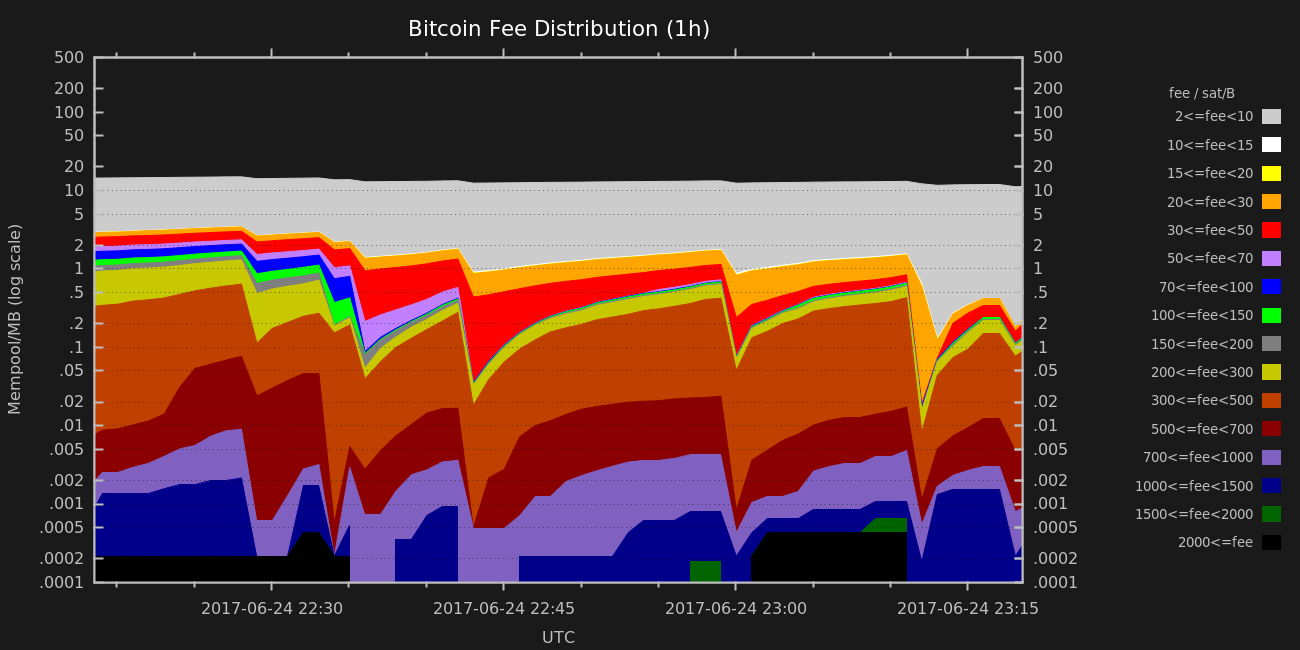 Bitcoin Fee Distribution (1h)
500 500
200 200
100 100
50 50
20 20
10 10
5 5
2 2
1 1
.5 .5
.2 .2
.1 .1
.05 .05
.02 .02
.01 .01
.005 .005
.002 .002
.001 .001
.0005 .0005
.0002 .0002
.0001 .0001
Mempool/MB (log scale)
2017-06-24 22:30 2017-06-24 22:45 2017-06-24 23:00 2017-06-24 23:15
UTC
fee / sat/B
2<=fee<10
10<=fee<15
15<=fee<20
20<=fee<30
30<=fee<50
50<=fee<70
70<=fee<100
100<=fee<150
150<=fee<200
200<=fee<300
300<=fee<500
500<=fee<700
700<=fee<1000
1000<=fee<1500
1500<=fee<2000
2000<=fee